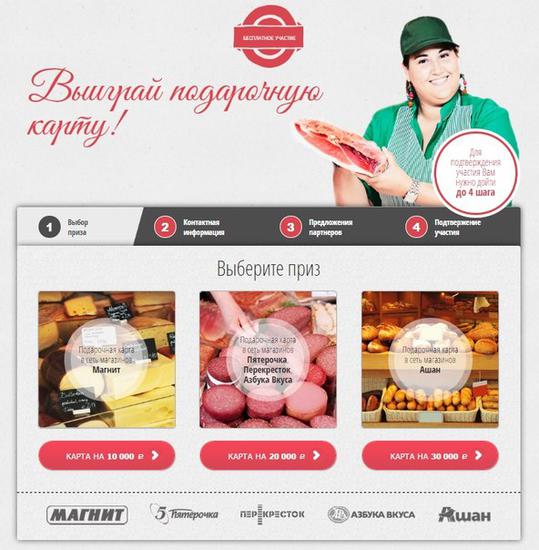 БЕСПЛАТНОЕ УЧАСТИЕ
Выиграй подарочную
карту!
Для
подтверждения
участия Вам
нужно дойти
до 4 шага
1 Выбор
приза
2 Контактная
информация
3 Предложения
партнеров
4 Подтвержение
участия
Выберите приз
Подарочная карта
в сеть магазинов
Магнит
Подарочная карта
в сеть магазинов
Пятерочка
Перекресток
Азбука Вкуса
Подарочная карта
в сеть магазинов
Ашан
КАРТА НА 10 000 ₽
КАРТА НА 20 000 ₽
КАРТА НА 30 000 ₽
МАГНИТ
5 Пятёрочка
ПЕРЕКРЕСТОК
АВ АЗБУКА ВКУСА
Ашан